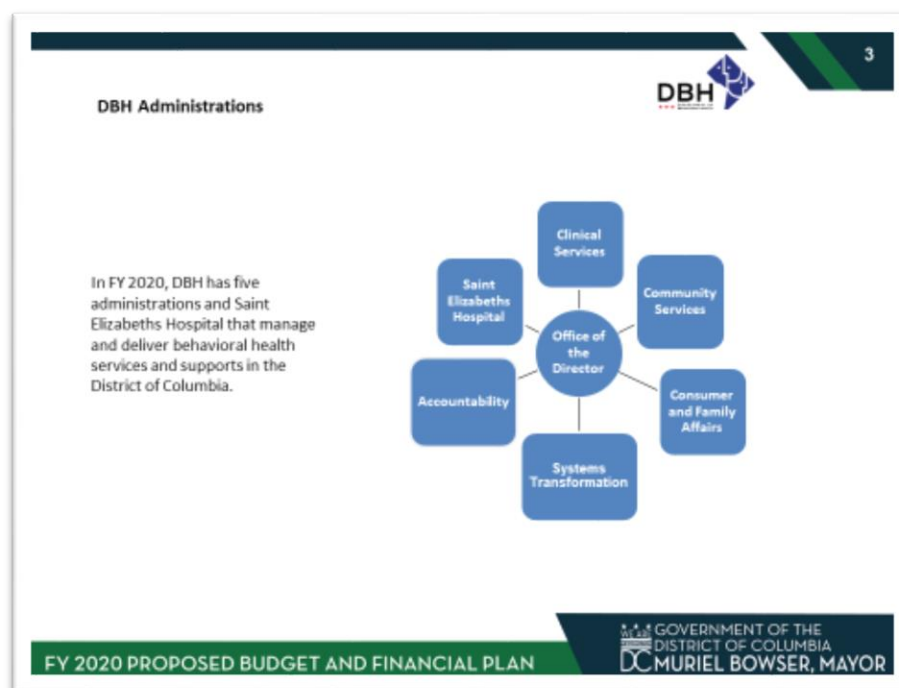 3
DBH
DBH Administrations
In FY 2020, DBH has five
administrations and Saint
Elizabeths Hospital that manage
and deliver behavioral health
services and supports in the
District of Columbia.
Clinical
Services
Community
Services
Consumer
and Family
Affairs
Systems
Transformation
Accountability
Saint
Elizabeths
Hospital
Office of
the
Director
FY 2020 PROPOSED BUDGET AND FINANCIAL PLAN
WE ARE
DC
GOVERNMENT OF THE
DISTRICT OF COLUMBIA
MURIEL BOWSER, MAYOR